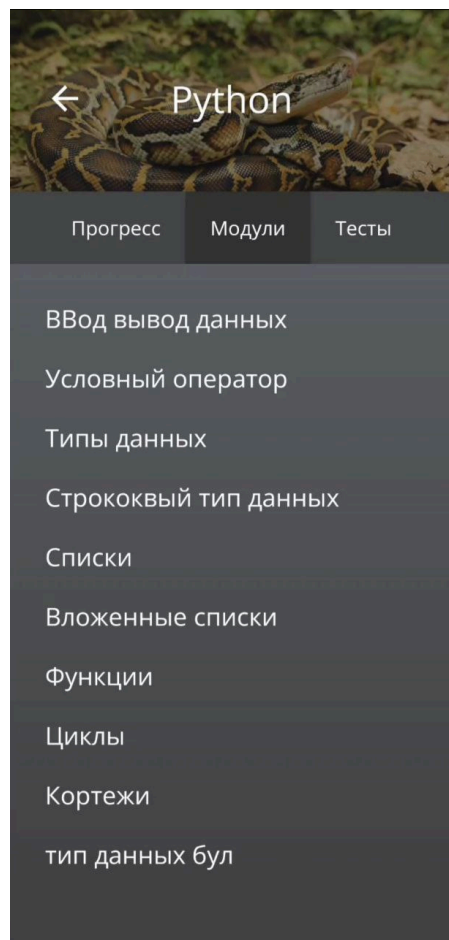 Python
Прогресс Модули Тесты
ВВод вывод данных
Условный оператор
Типы данных
Стрококвый тип данных
Списки
Вложенные списки
Функции
Циклы
Кортежи
тип данных бул